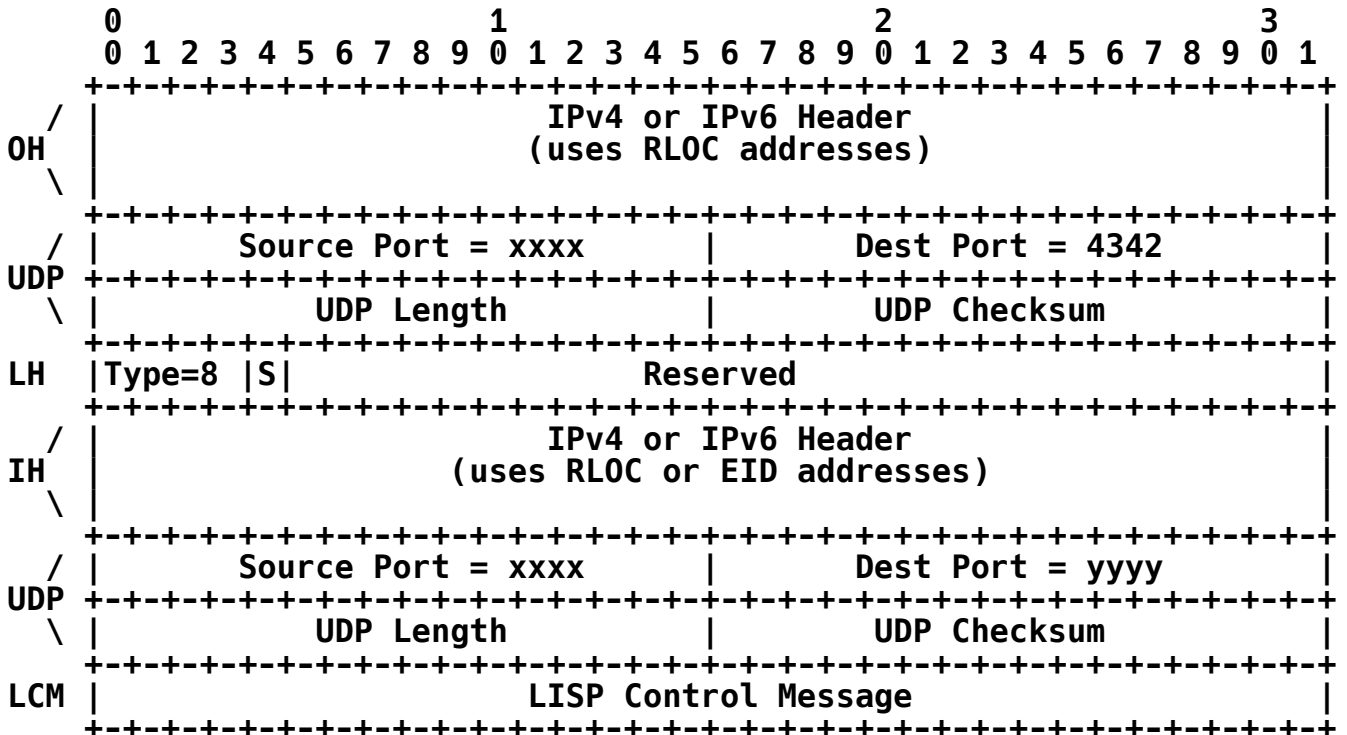 0                   1                   2                   3
       0 1 2 3 4 5 6 7 8 9 0 1 2 3 4 5 6 7 8 9 0 1 2 3 4 5 6 7 8 9 0 1
      +-+-+-+-+-+-+-+-+-+-+-+-+-+-+-+-+-+-+-+-+-+-+-+-+-+-+-+-+-+-+-+-+
    / |                       IPv4 or IPv6 Header                     |
  OH  |                      (uses RLOC addresses)                    |
    \ |                                                               |
      +-+-+-+-+-+-+-+-+-+-+-+-+-+-+-+-+-+-+-+-+-+-+-+-+-+-+-+-+-+-+-+-+
    / |       Source Port = xxxx      |       Dest Port = 4342        |
  UDP +-+-+-+-+-+-+-+-+-+-+-+-+-+-+-+-+-+-+-+-+-+-+-+-+-+-+-+-+-+-+-+-+
    \ |           UDP Length          |        UDP Checksum           |
      +-+-+-+-+-+-+-+-+-+-+-+-+-+-+-+-+-+-+-+-+-+-+-+-+-+-+-+-+-+-+-+-+
  LH  |Type=8 |S|                  Reserved                           |
      +-+-+-+-+-+-+-+-+-+-+-+-+-+-+-+-+-+-+-+-+-+-+-+-+-+-+-+-+-+-+-+-+
    / |                       IPv4 or IPv6 Header                     |
  IH  |                  (uses RLOC or EID addresses)                 |
    \ |                                                               |
      +-+-+-+-+-+-+-+-+-+-+-+-+-+-+-+-+-+-+-+-+-+-+-+-+-+-+-+-+-+-+-+-+
    / |       Source Port = xxxx      |       Dest Port = yyyy        |
  UDP +-+-+-+-+-+-+-+-+-+-+-+-+-+-+-+-+-+-+-+-+-+-+-+-+-+-+-+-+-+-+-+-+
    \ |           UDP Length          |        UDP Checksum           |
      +-+-+-+-+-+-+-+-+-+-+-+-+-+-+-+-+-+-+-+-+-+-+-+-+-+-+-+-+-+-+-+-+
  LCM |                      LISP Control Message                     |
      +-+-+-+-+-+-+-+-+-+-+-+-+-+-+-+-+-+-+-+-+-+-+-+-+-+-+-+-+-+-+-+-+